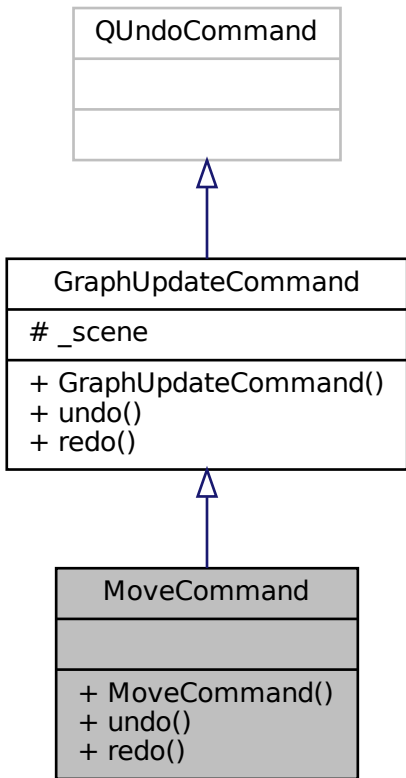 QUndoCommand
GraphUpdateCommand
# _scene
+ GraphUpdateCommand()
+ undo()
+ redo()
MoveCommand
+ MoveCommand()
+ undo()
+ redo()